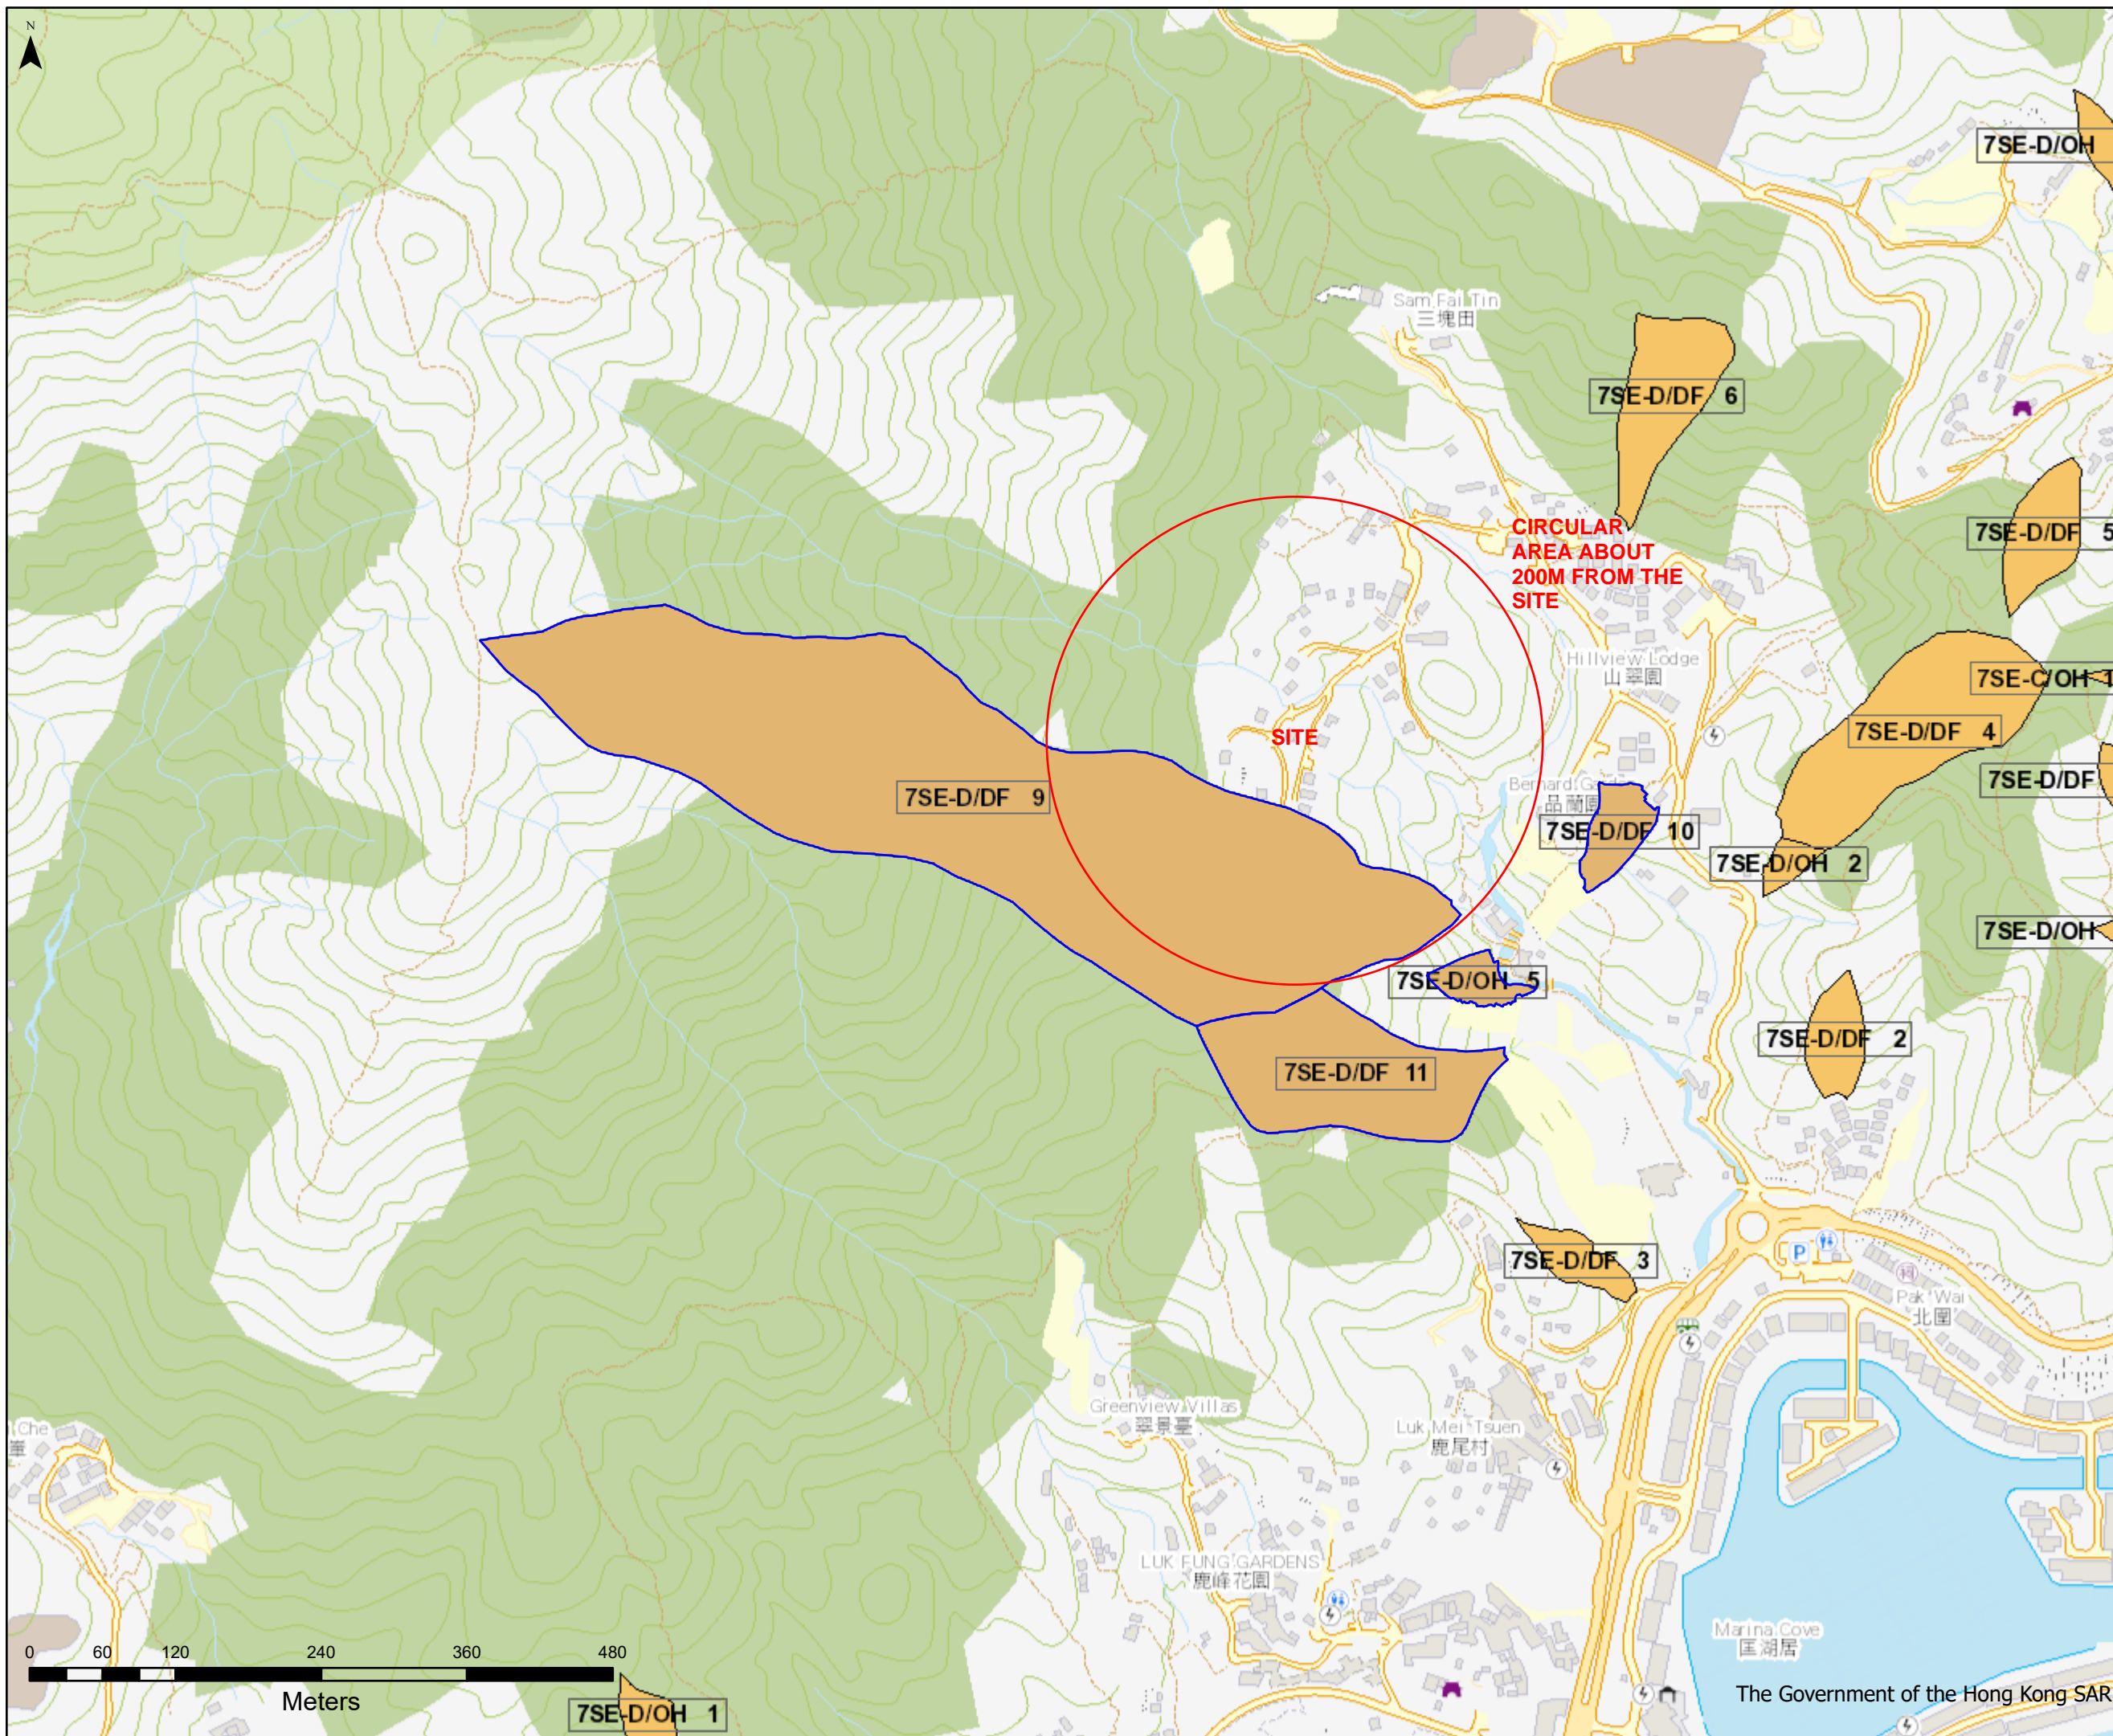 N
7SE-D/OH
Sam Fai Tin
三塊田
7SE-D/DF 6
CIRCULAR
AREA ABOUT
200M FROM THE
SITE
7SE-D/DF 5
Hillview Lodge
山翠園
7SE-C/OH 1
SITE
7SE-D/DF 4
7SE-D/DF 9
7SE-D/DF
品蘭園
7SE-D/DF 10
7SE-D/OH 2
7SE-D/OH
7SE-D/OH 5
7SE-D/DF 2
7SE-D/DF 11
P
7SE-D/DF 3
Pak Wai
北圍
Greenview Villas
翠景臺
Luk Mei Tsuen
鹿尾村
Che
輋
LUK FUNG GARDENS
鹿峰花園
Marina Cove
匡湖居
0 60 120 240 360 480
Meters
7SE-D/OH 1
The Government of the Hong Kong SAR